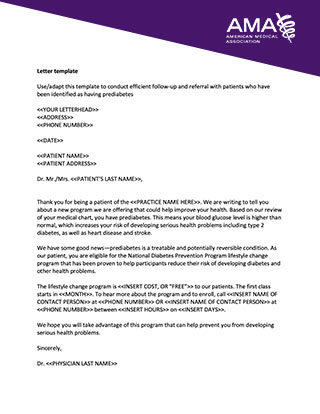 AMA
AMERICAN MEDICAL
ASSOCIATION
Letter template
Use/adapt this template to conduct efficient follow-up and referral with patients who have
been identified as having prediabetes
<<YOUR LETTERHEAD>>
<<ADDRESS>>
<<PHONE NUMBER>>
<<DATE>>
<<PATIENT NAME>>
<<PATIENT ADDRESS>>
Dr. Mr./Mrs. <<PATIENT'S LAST NAME>>,
Thank you for being a patient of the <<PRACTICE NAME HERE>>. We are writing to tell you
about a new program we are offering that could help improve your health. Based on our review
of your medical chart, you have prediabetes. This means your blood glucose level is higher than
normal, which increases your risk of developing serious health problems including type 2
diabetes, as well as heart disease and stroke.
We have some good news—prediabetes is a treatable and potentially reversible condition. As
our patient, you are eligible for the National Diabetes Prevention Program lifestyle change
program that has been proven to help participants reduce their risk of developing diabetes and
other health problems.
The lifestyle change program is <<INSERT COST, OR "FREE">> to our patients. The first class
starts in <<MONTH>>. To hear more about the program and to enroll, call <<INSERT NAME OF
CONTACT PERSON>> at <<PHONE NUMBER>> OR <<INSERT NAME OF CONTACT PERSON>> at
<<PHONE NUMBER>> between <<INSERT HOURS>> on <<INSERT DAYS>>.
We hope you will take advantage of this program that can help prevent you from developing
serious health problems.
Sincerely,
Dr. <<PHYSICIAN LAST NAME>>